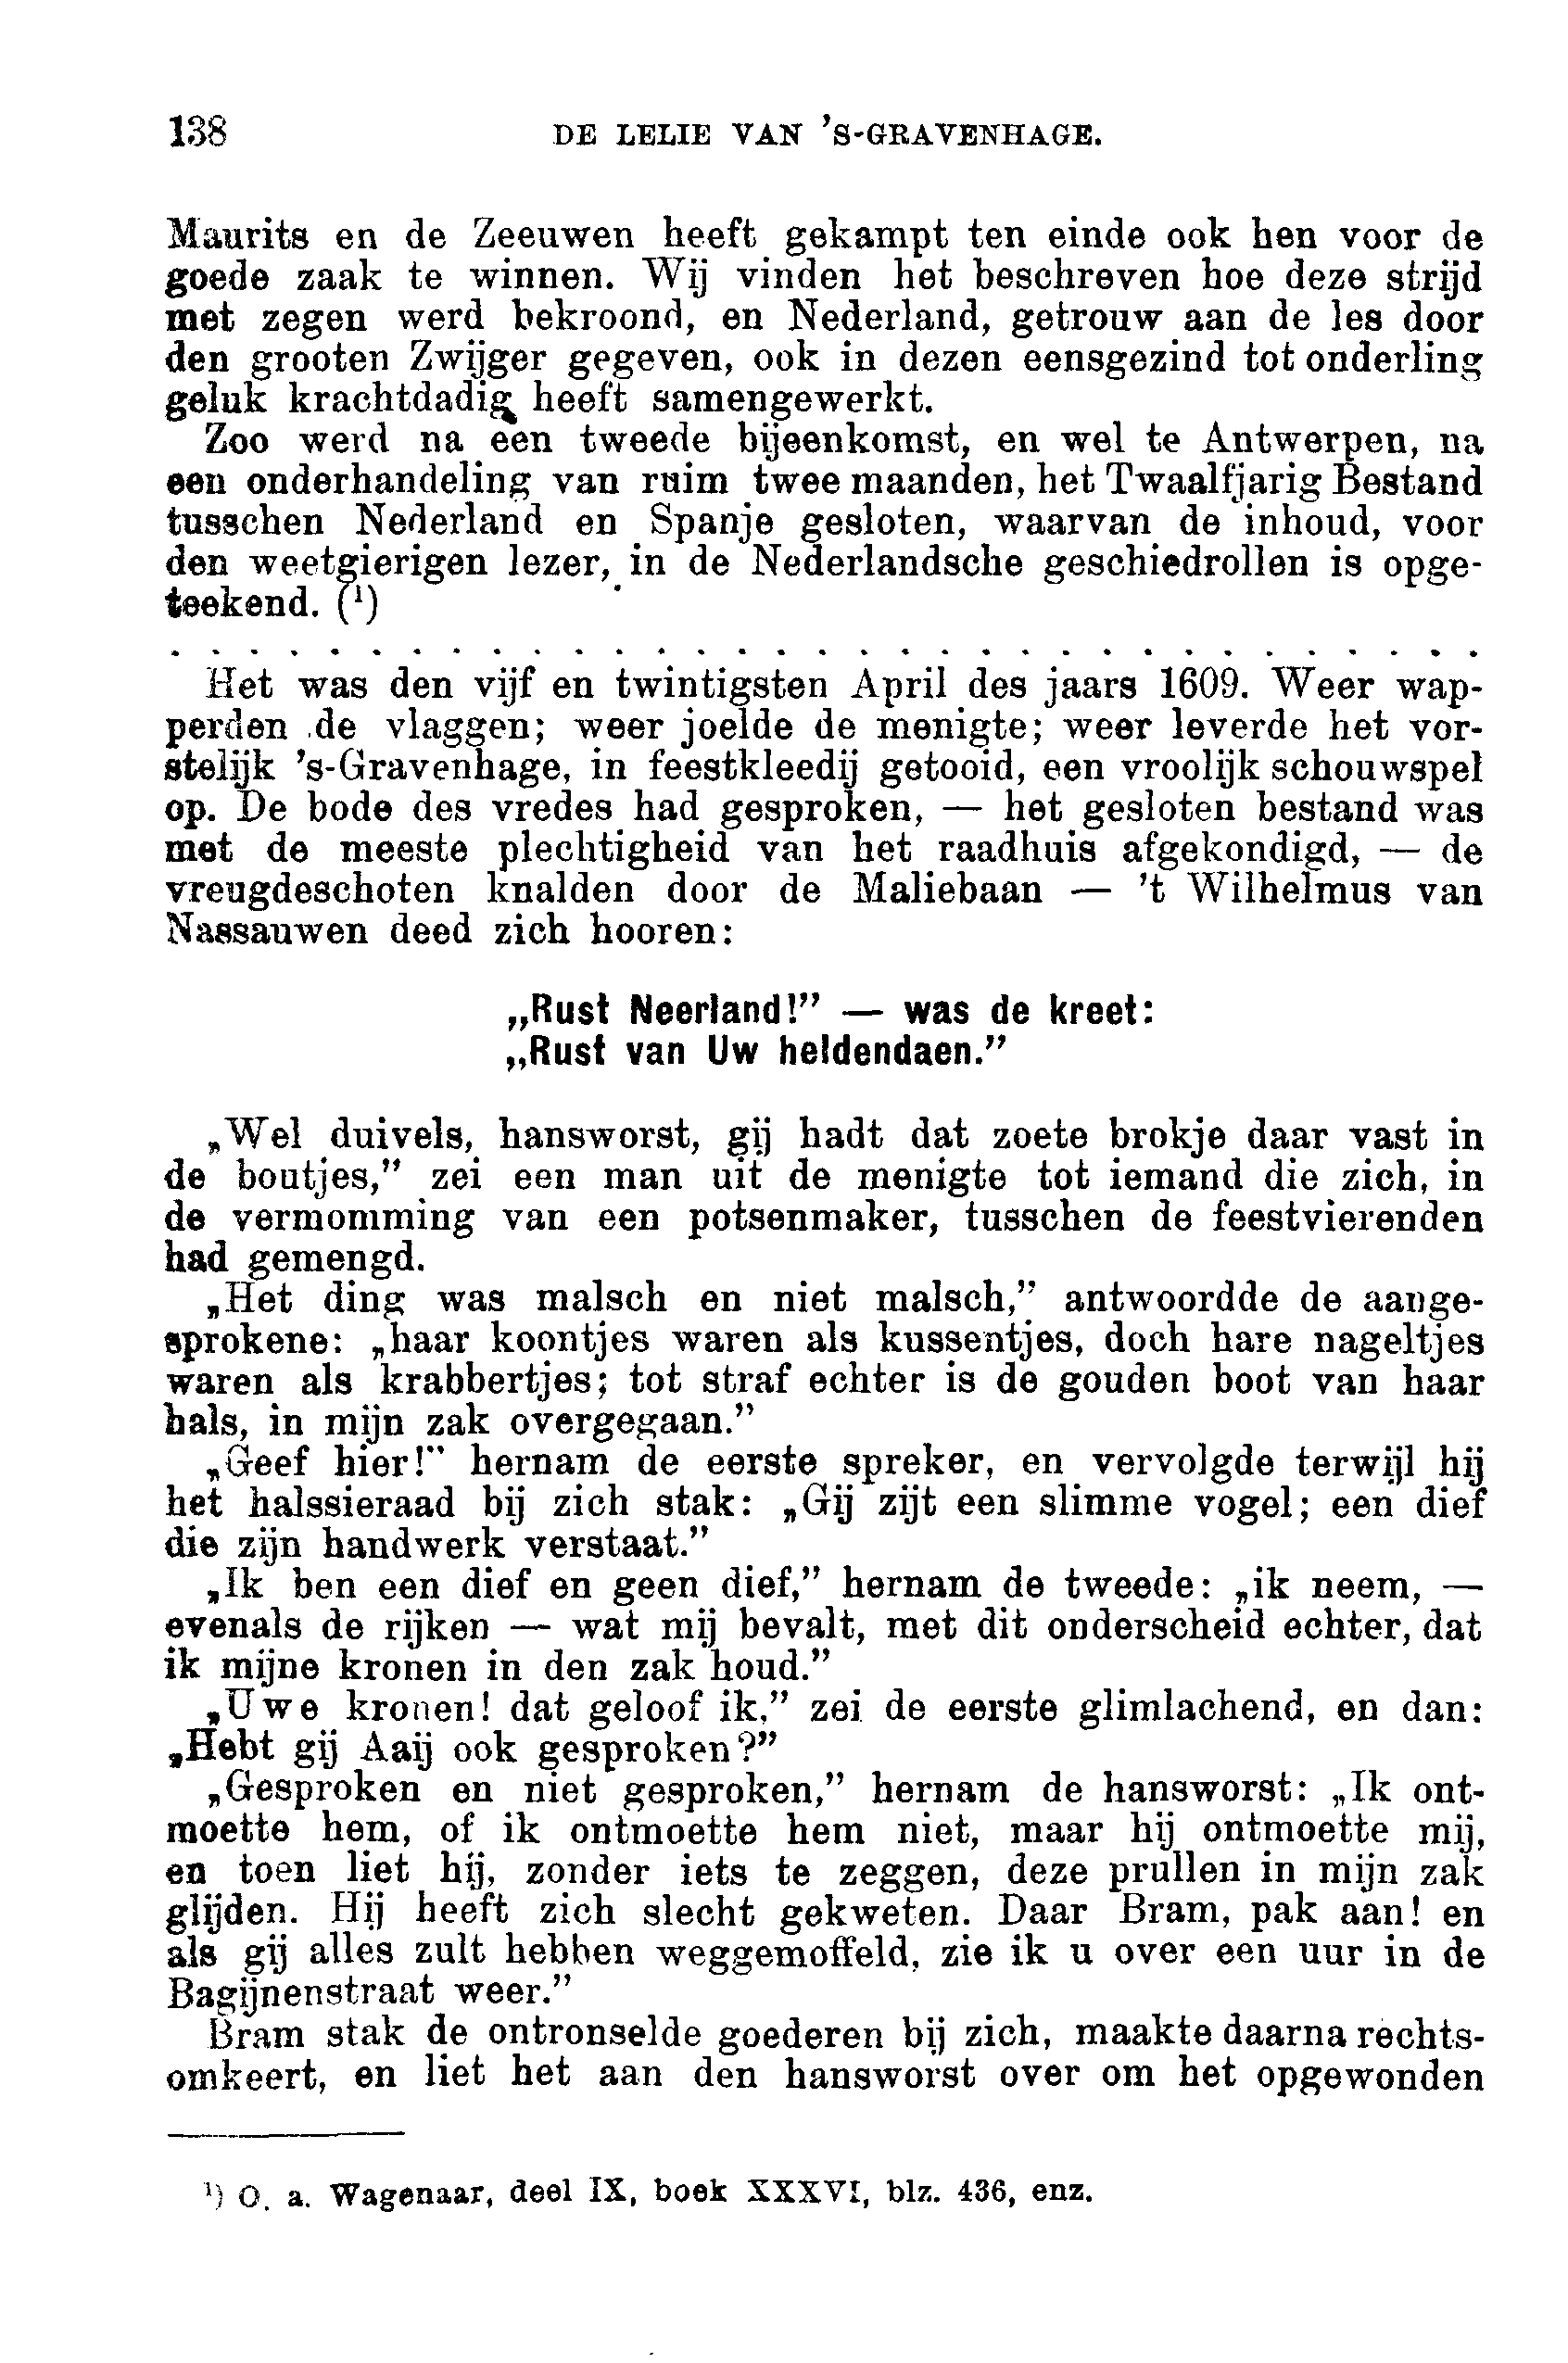 138 DE LELIE VAN 'S-GRAVENHAGE.
Maurits en de Zeeuwen heeft gekampt ten einde ook hen voor de
goede zaak te winnen. Wij vinden het beschreven hoe deze strijd
met zegen werd bekroond, en Nederland, getrouw aan de les door
den grooten Zwijger gegeven, ook in dezen eensgezind tot onderling
geluk krachtdadig heeft samengewerkt.
Zoo werd na een tweede bijeenkomst, en wel te Antwerpen, na
een onderhandeling van ruim twee maanden, het Twaalfjarig Bestand
tusschen Nederland en Spanje gesloten, waarvan de inhoud, voor
den weetgierigen lezer, in de Nederlandsche geschiedrollen is opge-
teekend. (¹)
. . . . . . . . . . . . . . . . . . . . . . . . . . . . . . . . .
Het was den vijf en twintigsten April des jaars 1609. Weer wap-
perden de vlaggen; weer joelde de menigte; weer leverde het vor-
stelijk 's-Gravenhage, in feestkleedij getooid, een vroolijk schouwspel
op. De bode des vredes had gesproken, — het gesloten bestand was
met de meeste plechtigheid van het raadhuis afgekondigd, — de
vreugdeschoten knalden door de Maliebaan — 't Wilhelmus van
Nassauwen deed zich hooren:
„Rust Neerland!” — was de kreet:
„Rust van Uw heldendaen.”
„Wel duivels, hansworst, gij hadt dat zoete brokje daar vast in
de boutjes,” zei een man uit de menigte tot iemand die zich, in
de vermomming van een potsenmaker, tusschen de feestvierenden
had gemengd.
„Het ding was malsch en niet malsch,” antwoordde de aange-
sprokene: „haar koontjes waren als kussentjes, doch hare nageltjes
waren als krabbertjes; tot straf echter is de gouden boot van haar
hals, in mijn zak overgegaan.”
„Geef hier!” hernam de eerste spreker, en vervolgde terwijl hij
het halssieraad bij zich stak: „Gij zijt een slimme vogel; een dief
die zijn handwerk verstaat.”
„Ik ben een dief en geen dief,” hernam de tweede: „ik neem, —
evenals de rijken — wat mij bevalt, met dit onderscheid echter, dat
ik mijne kronen in den zak houd.”
„Uwe kronen! dat geloof ik,” zei de eerste glimlachend, en dan:
„Hebt gij Aaij ook gesproken?”
„Gesproken en niet gesproken,” hernam de hansworst: „Ik ont-
moette hem, of ik ontmoette hem niet, maar hij ontmoette mij,
en toen liet hij, zonder iets te zeggen, deze prullen in mijn zak
glijden. Hij heeft zich slecht gekweten. Daar Bram, pak aan! en
als gij alles zult hebben weggemoffeld, zie ik u over een uur in de
Bagijnenstraat weer.”
Bram stak de ontronselde goederen bij zich, maakte daarna rechts-
omkeert, en liet het aan den hansworst over om het opgewonden
¹) O. a. Wagenaar, deel IX, boek XXXVI, blz. 436, enz.